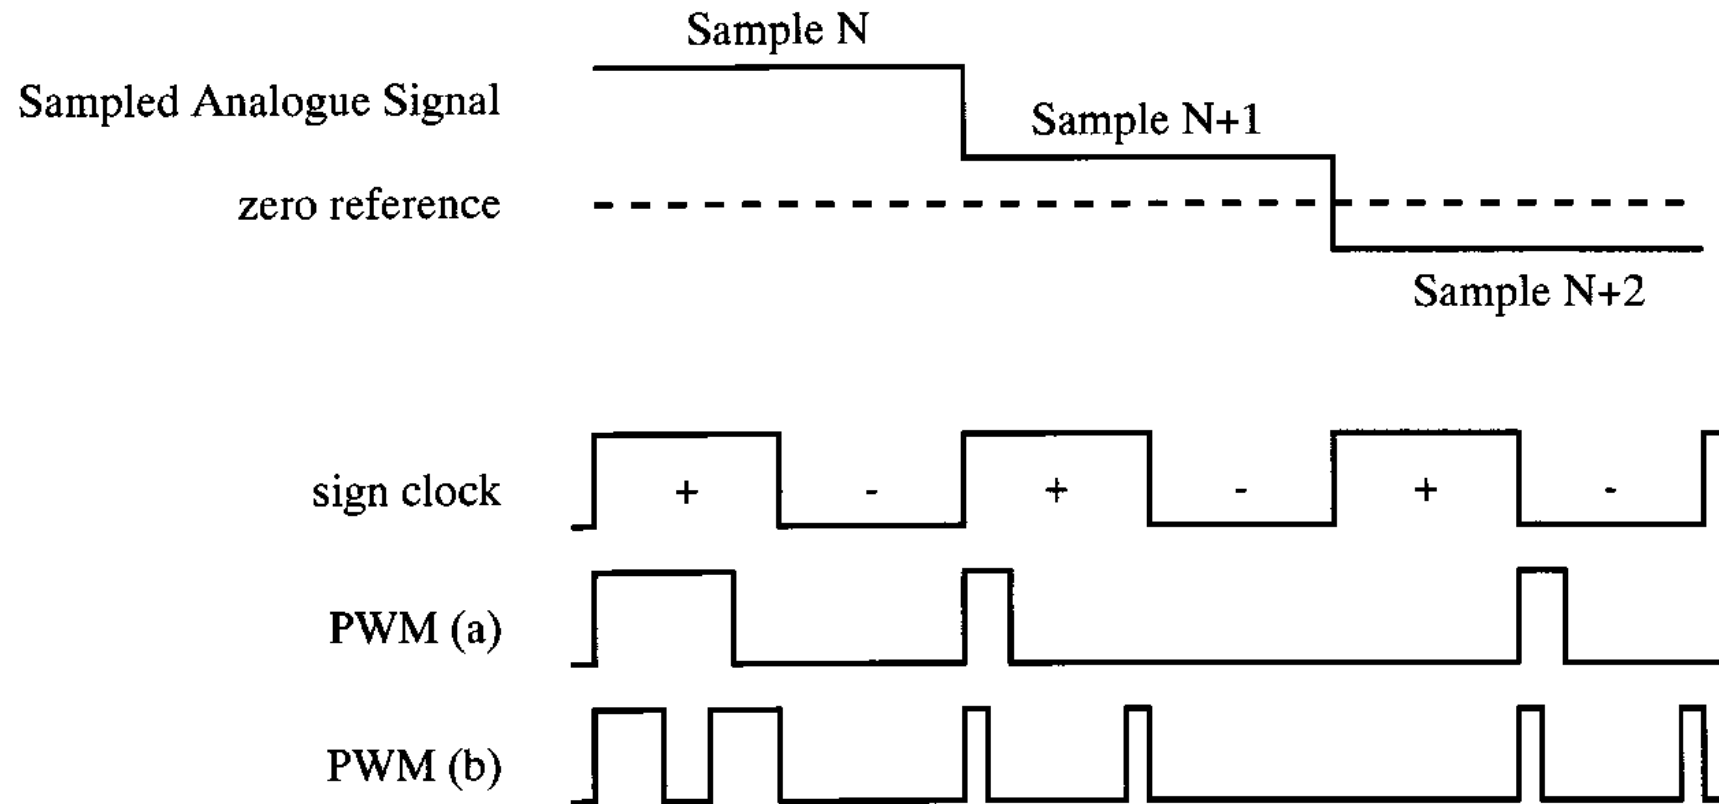 Sample N
Sampled Analogue Signal
Sample N+1
zero reference
Sample N+2
sign clock
+ - + - + -
PWM (a)
PWM (b)